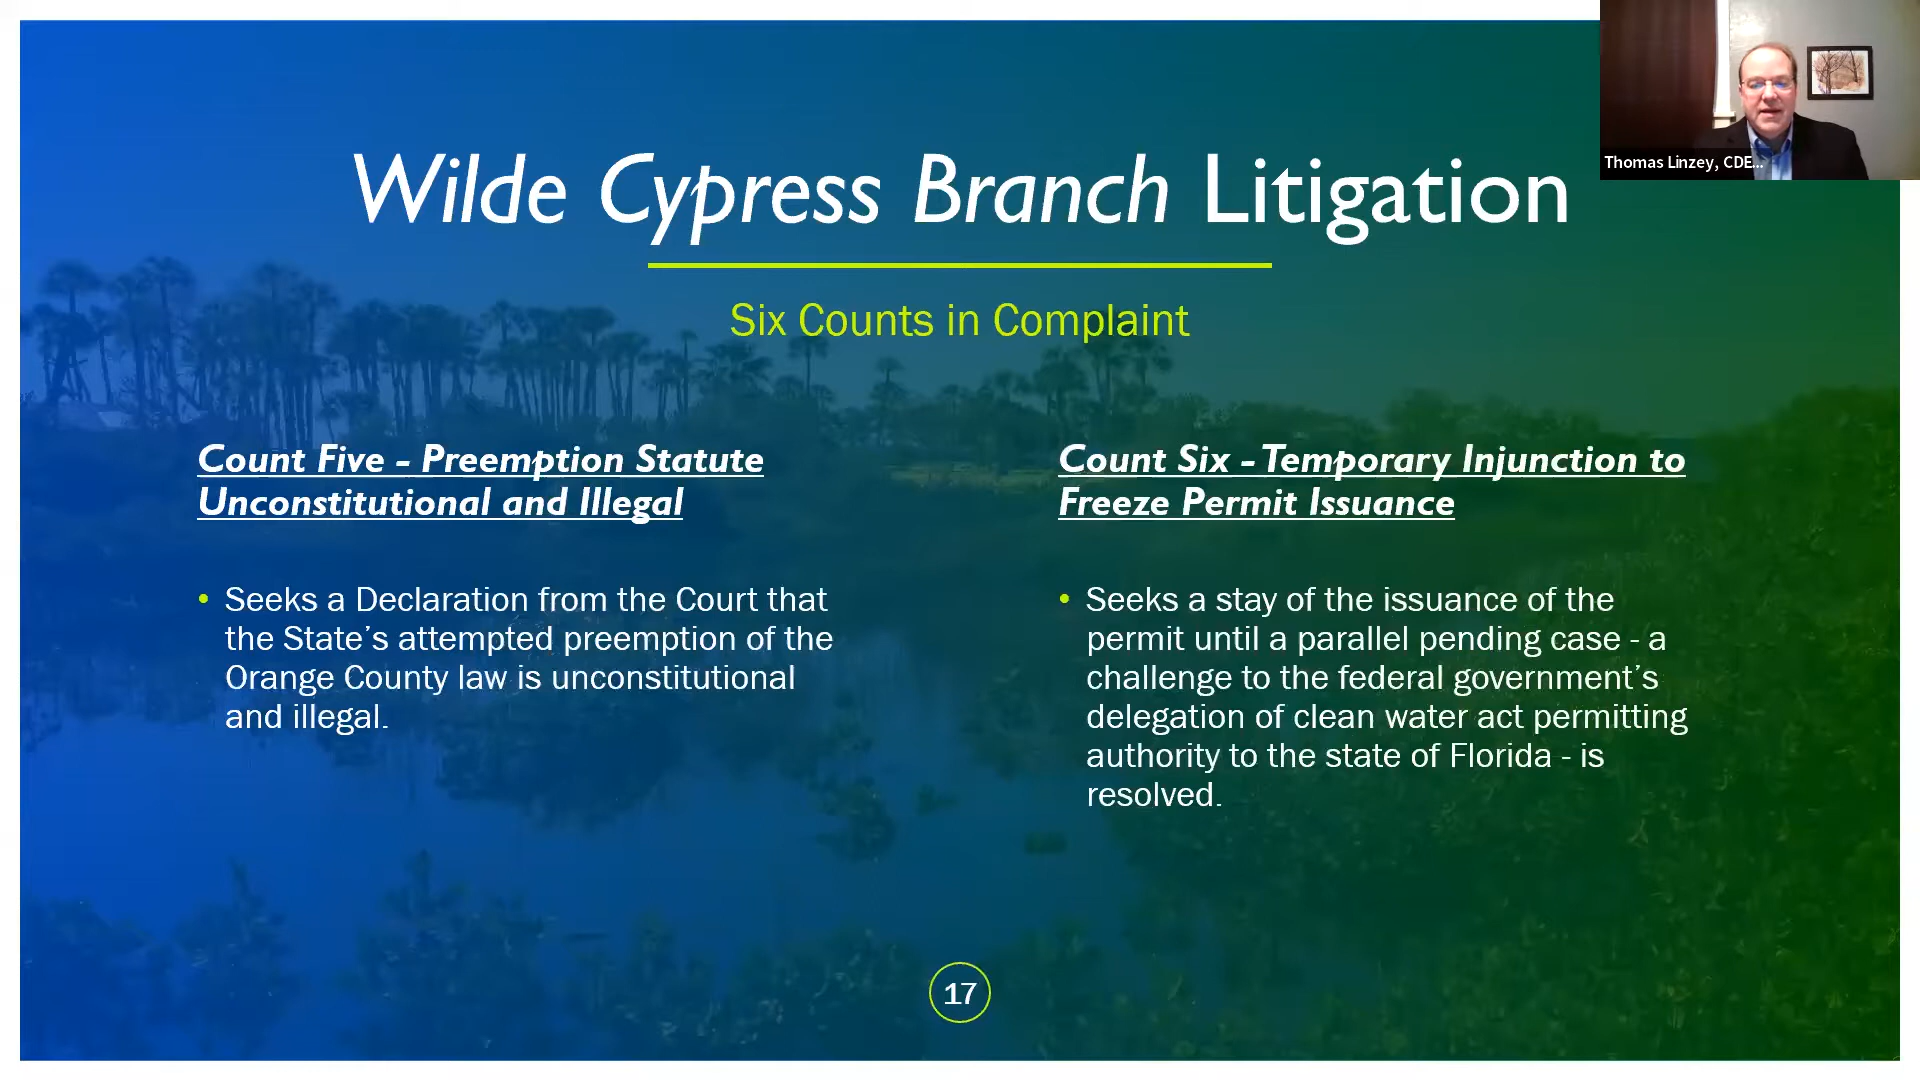 Wilde Cypress Branch Litigation
Thomas Linzey, CDE...
Six Counts in Complaint
Count Five - Preemption Statute
Unconstitutional and Illegal
• Seeks a Declaration from the Court that
the State’s attempted preemption of the
Orange County law is unconstitutional
and illegal.
Count Six - Temporary Injunction to
Freeze Permit Issuance
• Seeks a stay of the issuance of the
permit until a parallel pending case - a
challenge to the federal government’s
delegation of clean water act permitting
authority to the state of Florida - is
resolved.
17